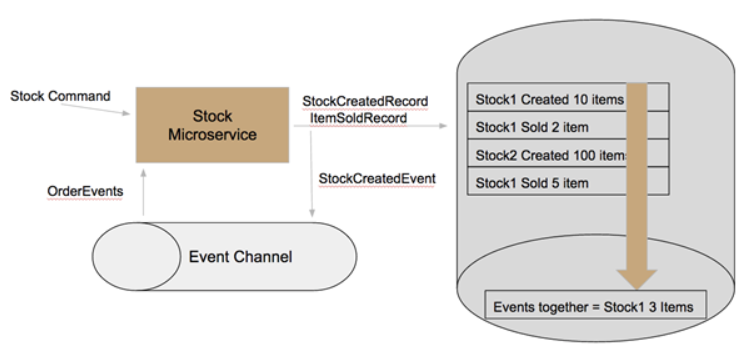 Stock Command
Stock
Microservice
StockCreatedRecord
ItemSoldRecord
OrderEvents
StockCreatedEvent
Event Channel
Stock1 Created 10 items
Stock1 Sold 2 item
Stock2 Created 100 items
Stock1 Sold 5 item
Events together = Stock1 3 Items